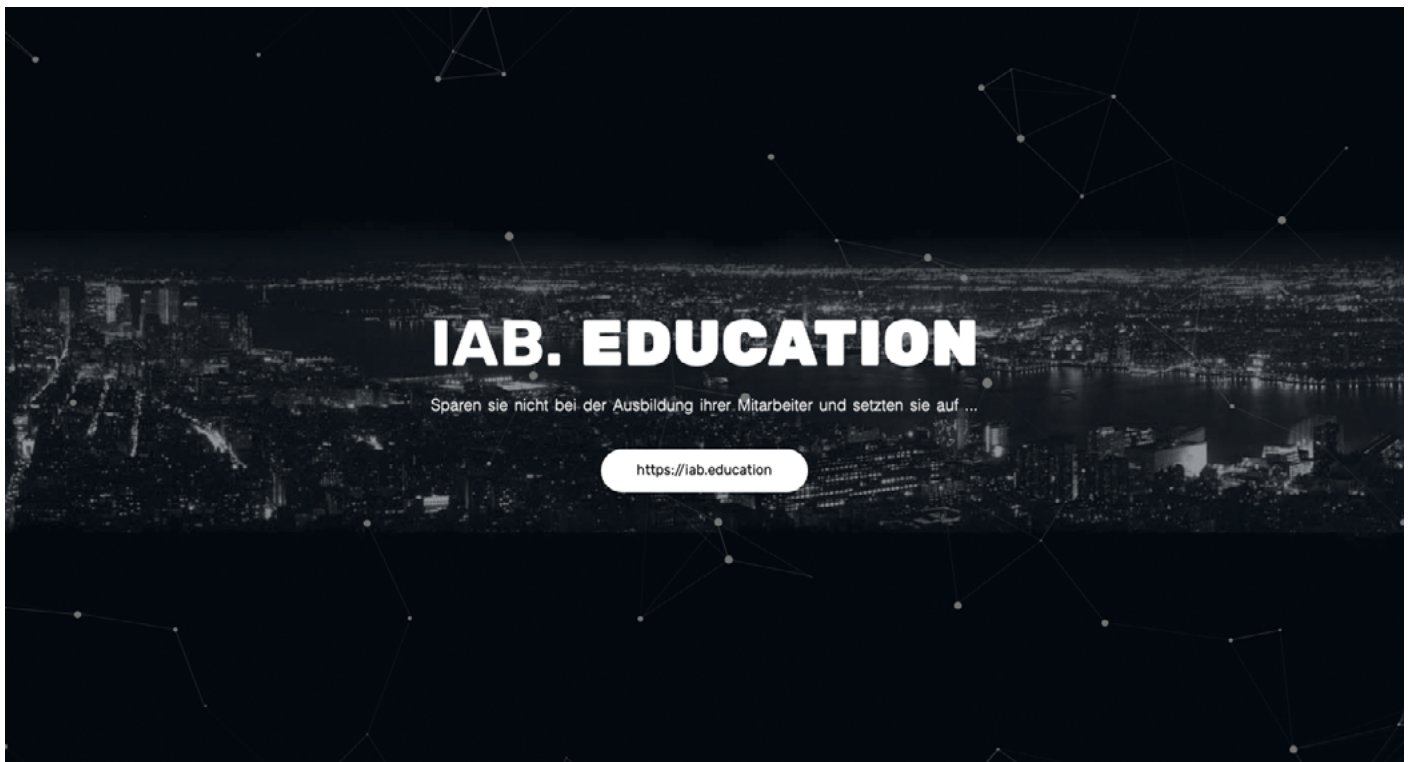 IAB. EDUCATION
Sparen sie nicht bei der Ausbildung ihrer Mitarbeiter und setzten sie auf ...
https://iab.education